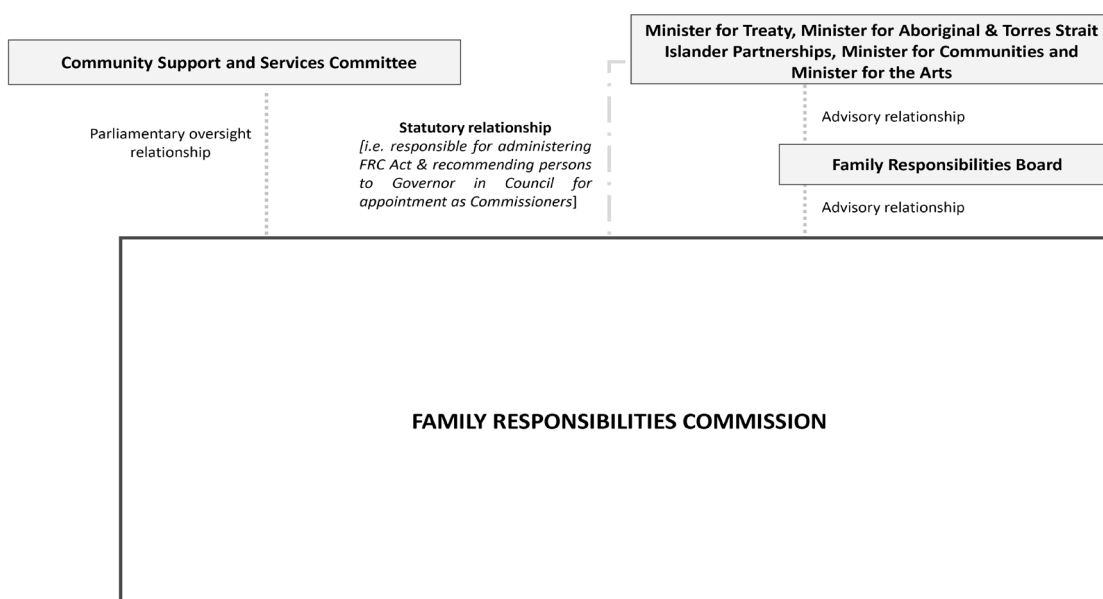 Community Support and Services Committee
Minister for Treaty, Minister for Aboriginal & Torres Strait
Islander Partnerships, Minister for Communities and
Minister for the Arts
Parliamentary oversight
relationship
Statutory relationship
[i.e. responsible for administering
FRC Act & recommending persons
to Governor in Council for
appointment as Commissioners]
Advisory relationship
Family Responsibilities Board
Advisory relationship
FAMILY RESPONSIBILITIES COMMISSION